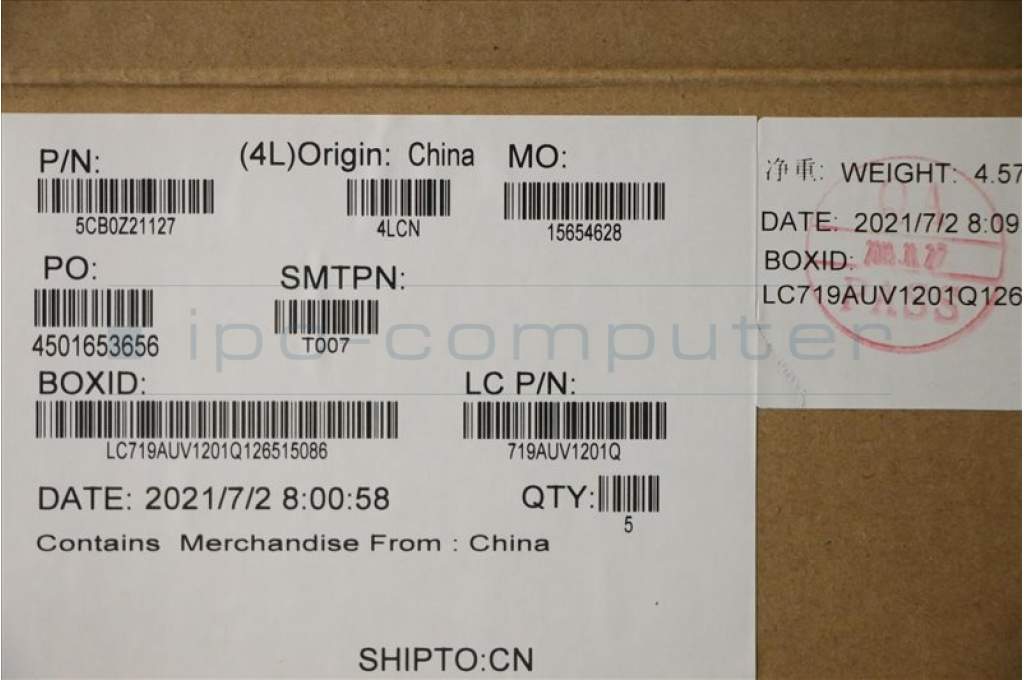 P/N:
5CB0Z21127
(4L)Origin: China
4LCN
MO:
15654628
PO:
4501653656
SMTPN:
T007
BOXID:
LC719AUV1201Q126515086
LC P/N:
719AUV1201Q
DATE: 2021/7/2 8:00:58
QTY:
5
Contains Merchandise From : China
SHIPTO:CN
净重: WEIGHT: 4.57
DATE: 2021/7/2 8:09
BOXID:
LC719AUV1201Q126
QA
PASS
ipc-computer